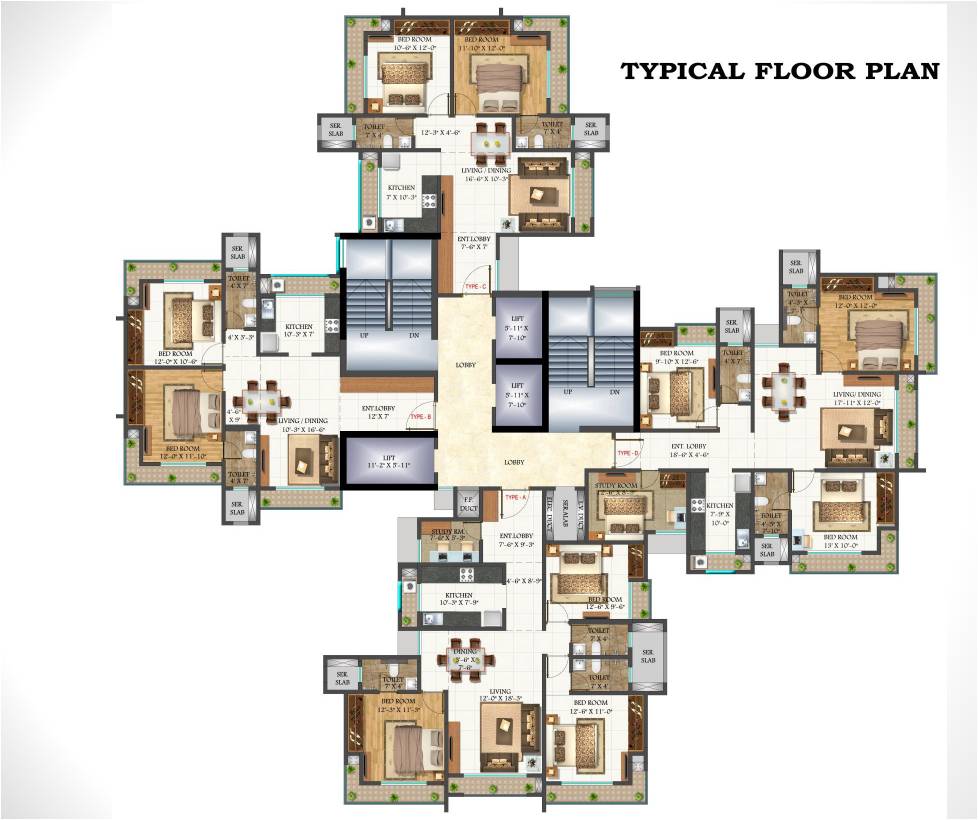 TYPICAL FLOOR PLAN
BED ROOM
10'-6" X 12'-0"
BED ROOM
11'-10" X 12'-0"
SER.
SLAB
TOILET
7' X 4'
12'-3" X 4'-6"
TOILET
7' X 4'
SER.
SLAB
LIVING / DINING
16'-6" X 10'-3"
KITCHEN
7' X 10'-3"
ENT.LOBBY
7'-6" X 7'
TYPE - C
SER.
SLAB
TOILET
4' X 7'
KITCHEN
10'-3" X 7'
4' X 3'-3"
BED ROOM
12'-0" X 10'-6"
UP
DN
LOBBY
LIFT
5'-11" X
7'-10"
LIFT
5'-11" X
7'-10"
UP
DN
4'-6"
X 9'
LIVING / DINING
10'-3" X 16'-6"
ENT.LOBBY
12' X 7'
TYPE - B
BED ROOM
12'-0" X 11'-10"
TOILET
4' X 7'
SER.
SLAB
LIFT
11'-2" X 5'-11"
LOBBY
SER.
SLAB
TOILET
BED ROOM
12'-0" X 12'-0"
SER.
SLAB
BED ROOM
9'-10" X 12'-6"
TOILET
4' X 7'
LIVING/ DINING
17'-11" X 12'-0"
ENT. LOBBY
18'-6" X 4'-6"
TYPE - D
STUDY ROOM
KITCHEN
7'-9" X
10'-0"
TOILET
SER.
SLAB
BED ROOM
13' X 10'-0"
TYPE - A
F.F.
DUCT
ELEC DUCT
SER.SLAB
L.V. DUCT
STUDY RM.
7'-6" X 5'-3"
ENT.LOBBY
7'-6" X 9'-3"
4'-6" X 8'-9"
KITCHEN
10'-3" X 7'-9"
BED ROOM
12'-6" X 9'-6"
TOILET
7' X 4'
SER.
SLAB
TOILET
7' X 4'
DINING
7'-6"
LIVING
12'-0" X 18'-3"
SER.
SLAB
TOILET
7' X 4'
BED ROOM
12'-3" X 11'-3"
BED ROOM
12'-6" X 11'-0"